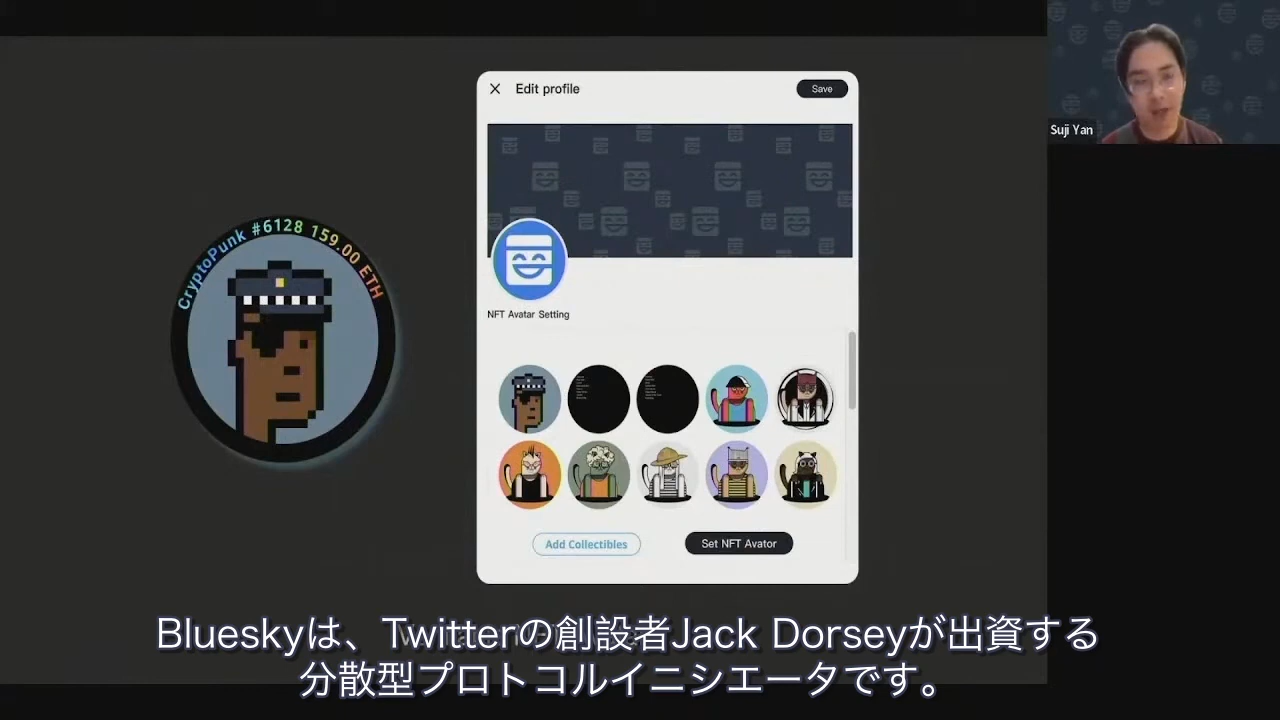 Edit profile
Save
Suji Yan
CryptoPunk #6128 159.00 ETH
NFT Avatar Setting
Add Collectibles
Set NFT Avator
Blueskyは、Twitterの創設者Jack Dorseyが出資する
分散型プロトコルイニシエータです。